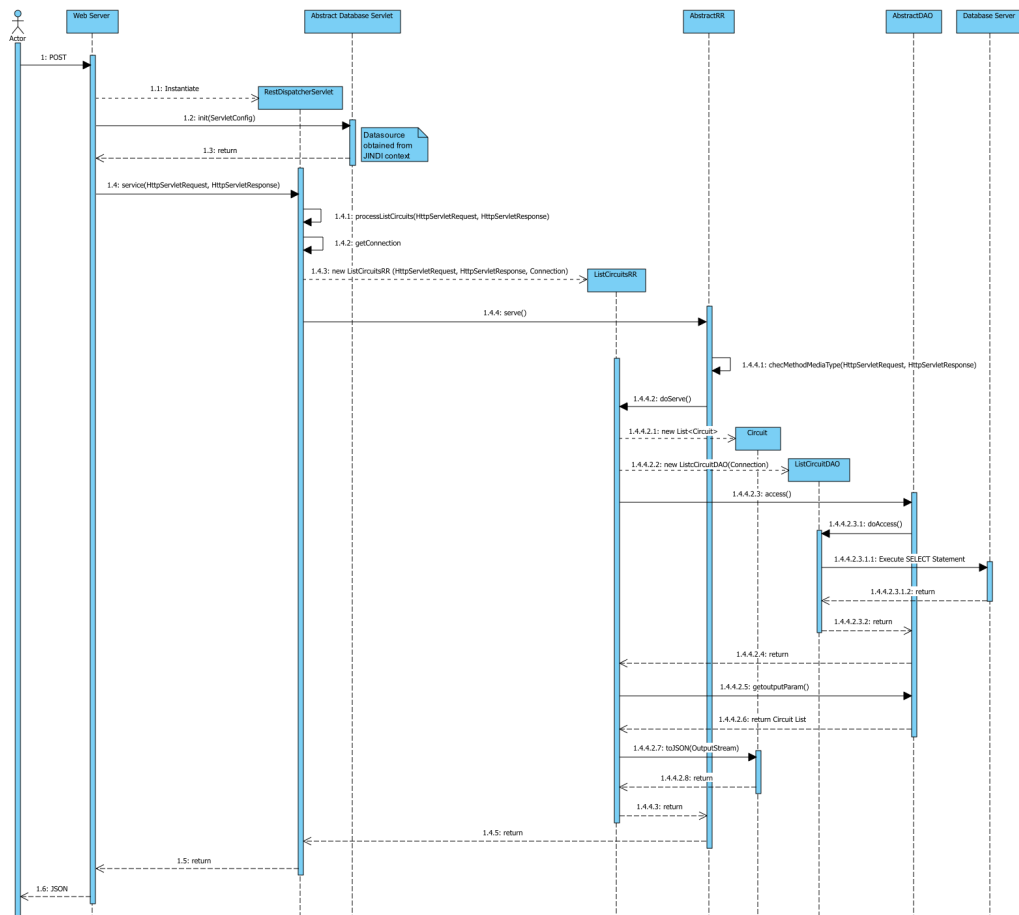 Web Server
Abstract Database Servlet
AbstractRR
AbstractDAO
Database Server
Actor
1: POST
1.1: Instantiate
RestDispatcherServlet
1.2: init(ServletConfig)
Datasource
obtained from
JINDI context
1.3: return
1.4: service(HttpServletRequest, HttpServletResponse)
1.4.1: processListCircuits(HttpServletRequest, HttpServletResponse)
1.4.2: getConnection
1.4.3: new ListCircuitsRR (HttpServletRequest, HttpServletResponse, Connection)
ListCircuitsRR
1.4.4: serve()
1.4.4.1: checMethodMediaType(HttpServletRequest, HttpServletResponse)
1.4.4.2: doServe()
1.4.4.2.1: new List<Circuit>
Circuit
1.4.4.2.2: new ListcCircuitDAO(Connection)
ListCircuitDAO
1.4.4.2.3: access()
1.4.4.2.3.1: doAccess()
1.4.4.2.3.1.1: Execute SELECT Statement
1.4.4.2.3.1.2: return
1.4.4.2.3.2: return
1.4.4.2.4: return
1.4.4.2.5: getoutputParam()
1.4.4.2.6: return Circuit List
1.4.4.2.7: toJSON(OutputStream)
1.4.4.2.8: return
1.4.4.3: return
1.4.5: return
1.5: return
1.6: JSON